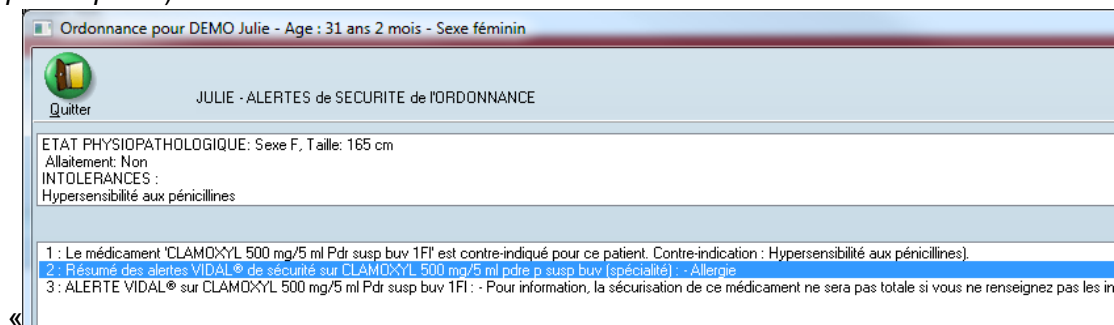 Ordonnance pour DEMO Julie - Age : 31 ans 2 mois - Sexe féminin
Quitter
JULIE - ALERTES de SECURITE de l'ORDONNANCE
ETAT PHYSIOPATHOLOGIQUE: Sexe F, Taille: 165 cm
Allaitement: Non
INTOLERANCES :
Hypersensibilité aux pénicillines
1 : Le médicament 'CLAMOXYL 500 mg/5 ml Pdr susp buv 1Fl' est contre-indiqué pour ce patient. Contre-indication : Hypersensibilité aux pénicillines).
2 : Résumé des alertes VIDAL® de sécurité sur CLAMOXYL 500 mg/5 ml pdre p susp buv (spécialité) : - Allergie
3 : ALERTE VIDAL® sur CLAMOXYL 500 mg/5 ml Pdr susp buv 1Fl : - Pour information, la sécurisation de ce médicament ne sera pas totale si vous ne renseignez pas les in
«